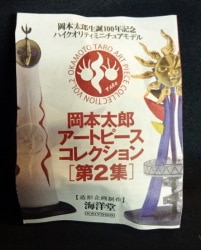 岡本太郎生誕100年記念
ハイクオリティミニチュアモデル
OKAMOTO TARO ART PIECE COLLECTION VOL.2
岡本太郎
アートピース
コレクション
[第2集]
【造形企画制作】
海洋堂
KAIYODO